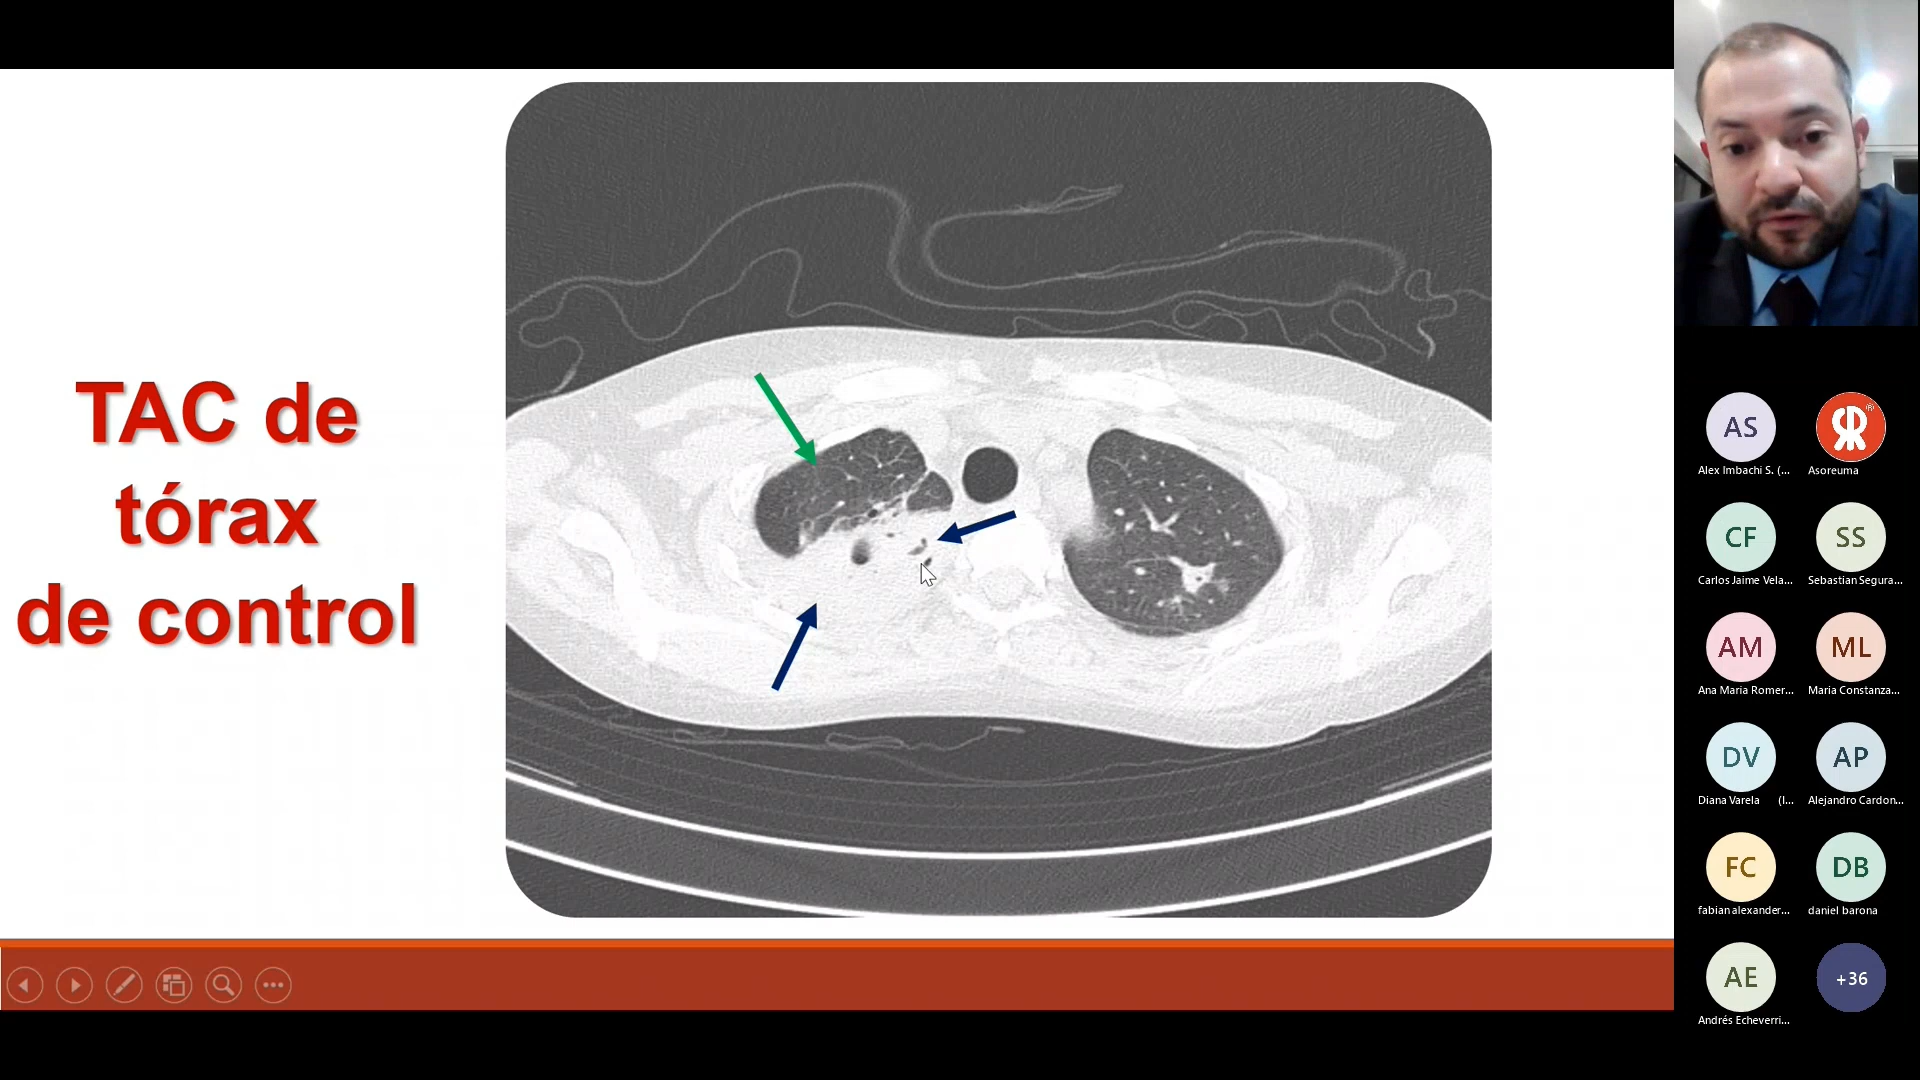 TAC de
tórax
de control
AS
Alex Imbachi S. (...
Asoreuma
CF
Carlos Jaime Vela...
SS
Sebastian Segura...
AM
Ana Maria Romer...
ML
Maria Constanza...
DV
Diana Varela (I...
AP
Alejandro Cardon...
FC
fabian alexander...
DB
daniel barona
AE
Andrés Echeverri...
+36